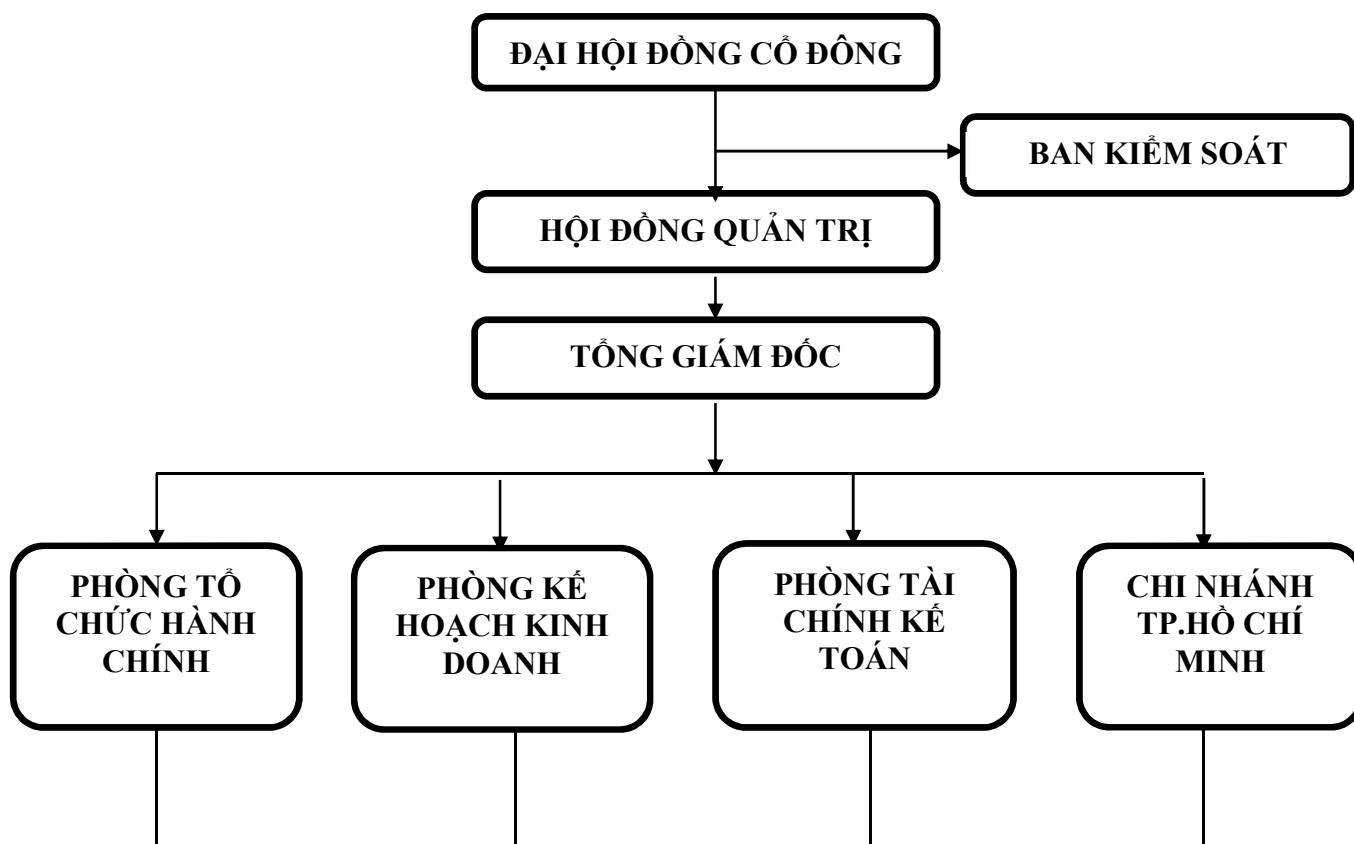 ĐẠI HỘI ĐỒNG CỔ ĐÔNG
BAN KIỂM SOÁT
HỘI ĐỒNG QUẢN TRỊ
TỔNG GIÁM ĐỐC
PHÒNG TỔ
CHỨC HÀNH
CHÍNH
PHÒNG KẾ
HOẠCH KINH
DOANH
PHÒNG TÀI
CHÍNH KẾ
TOÁN
CHI NHÁNH
TP.HỒ CHÍ
MINH